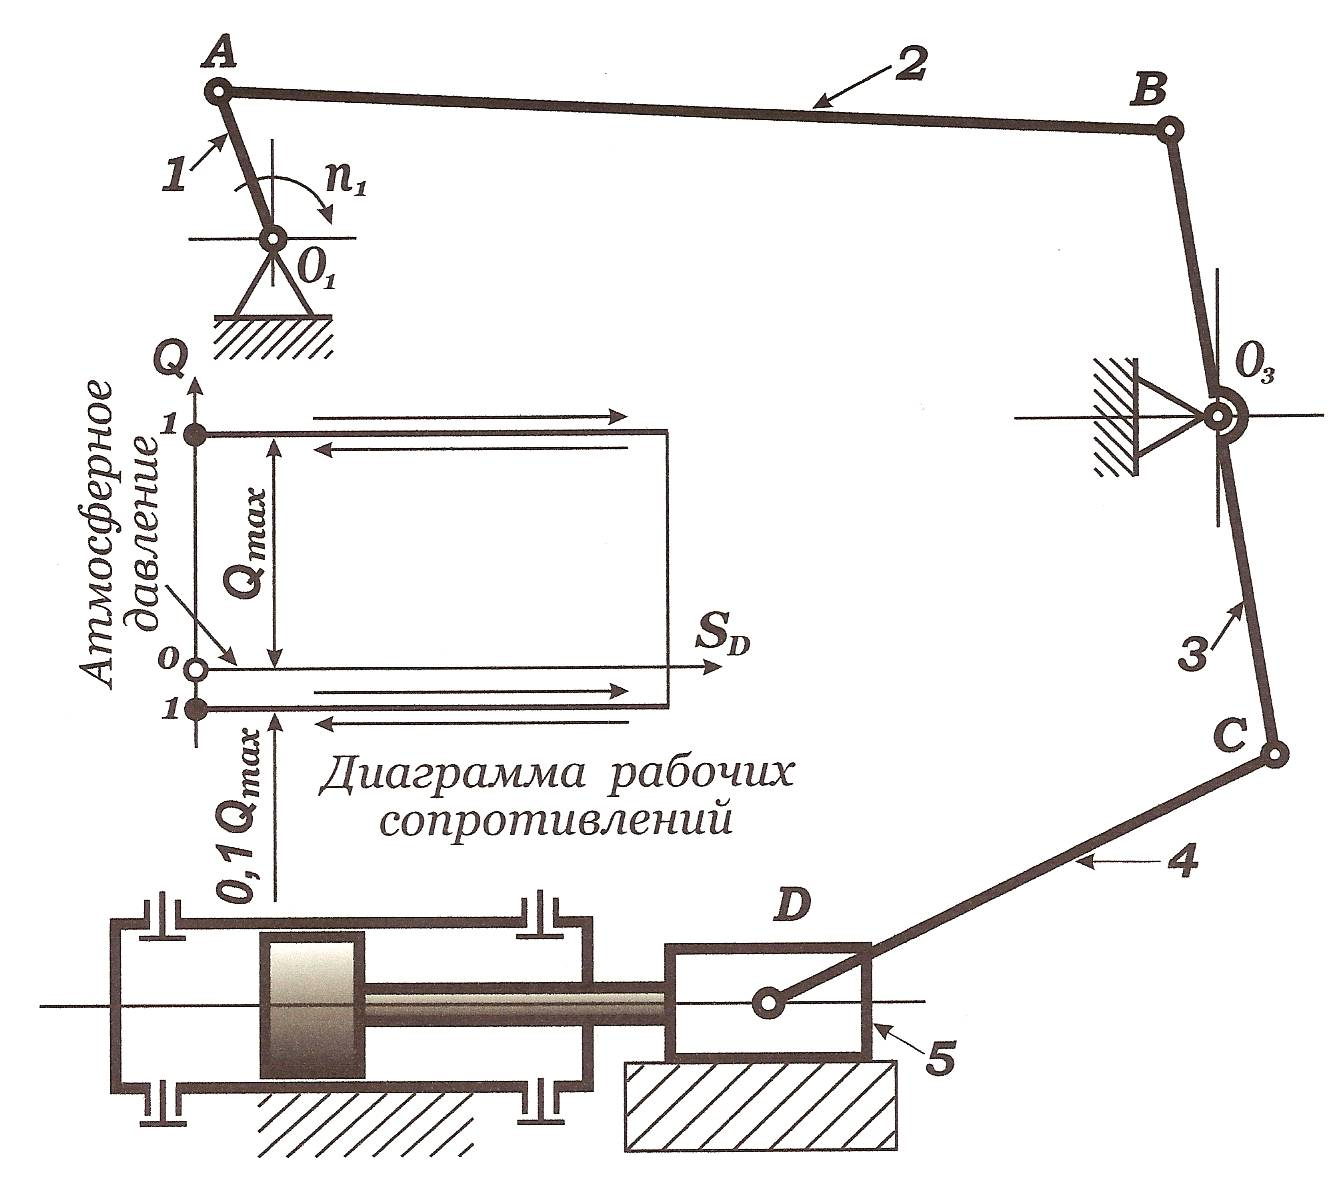 A
2
B
1
n₁
O₁
Q
O₃
1
Атмосферное
давление
Qmax
3
0
S_D
1
C
Диаграмма рабочих
сопротивлений
0,1Qmax
4
D
5